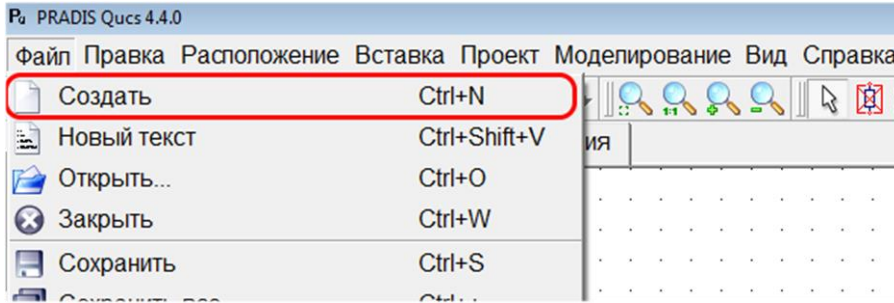 PRADIS Qucs 4.4.0
Файл Правка Расположение Вставка Проект Моделирование Вид Справка
Создать Ctrl+N
Новый текст Ctrl+Shift+V
ия
Открыть... Ctrl+O
Закрыть Ctrl+W
Сохранить Ctrl+S